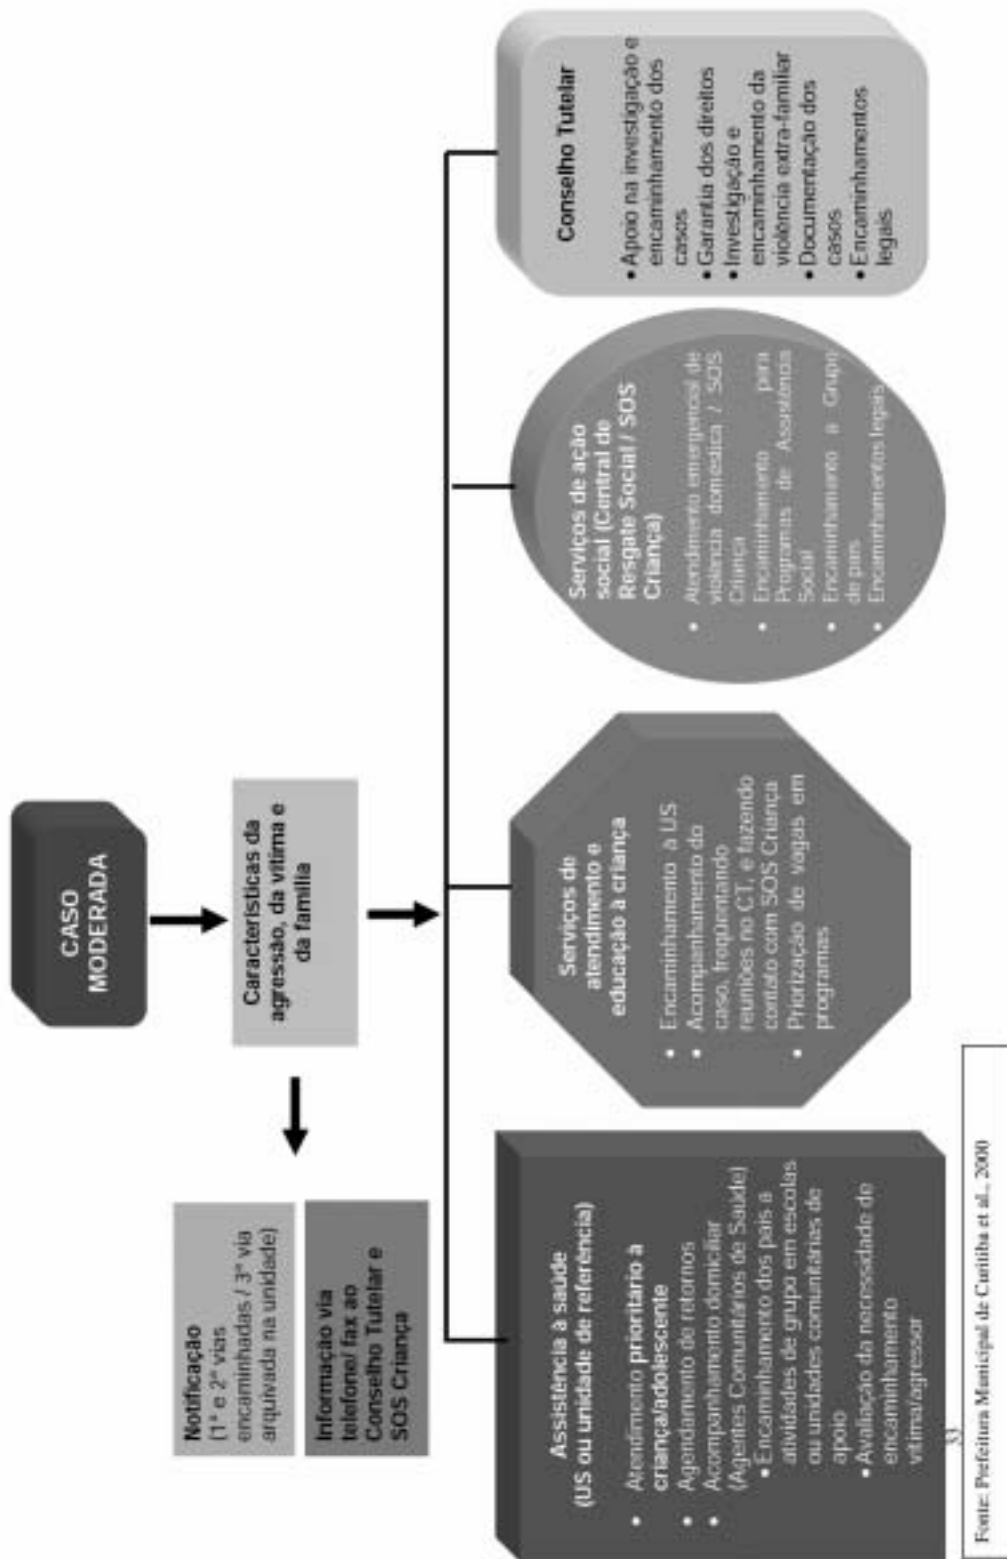 CASO
MODERADA
Características da
agressão, da vítima e
da família
Notificação
(1ª e 2ª vias
encaminhadas / 3ª via
arquivada na unidade)
Informação via
telefone/ fax ao
Conselho Tutelar e
SOS Criança
Assistência à saúde
(US ou unidade de referência)
• Atendimento prioritário à
criança/adolescente
• Agendamento de retornos
• Acompanhamento domiciliar
(Agentes Comunitários de Saúde)
• Encaminhamento dos pais a
atividades de grupo em escolas
ou unidades comunitárias de
apoio
• Avaliação da necessidade de
encaminhamento
vítima/agressor
Serviços de
atendimento e
educação à criança
• Encaminhamento a US
• Acompanhamento do
caso, frequentando
reuniões no CT, e fazendo
contato com SOS Criança
• Priorização de vagas em
programas
Serviços de ação
social (Central de
Resgate Social / SOS
Criança)
• Atendimento emergencial de
violência domestica / SOS
Criança
• Encaminhamento para
Programas de Assistência
Social
• Encaminhamento a Grupo
de pais
• Encaminhamentos legais
Conselho Tutelar
• Apoio na investigação e
encaminhamento dos
casos
• Garantia dos direitos
• Investigação e
encaminhamento da
violência extra-familiar
• Documentação dos
casos
• Encaminhamentos
legais
33
Fonte: Prefeitura Municipal de Curitiba et al., 2000